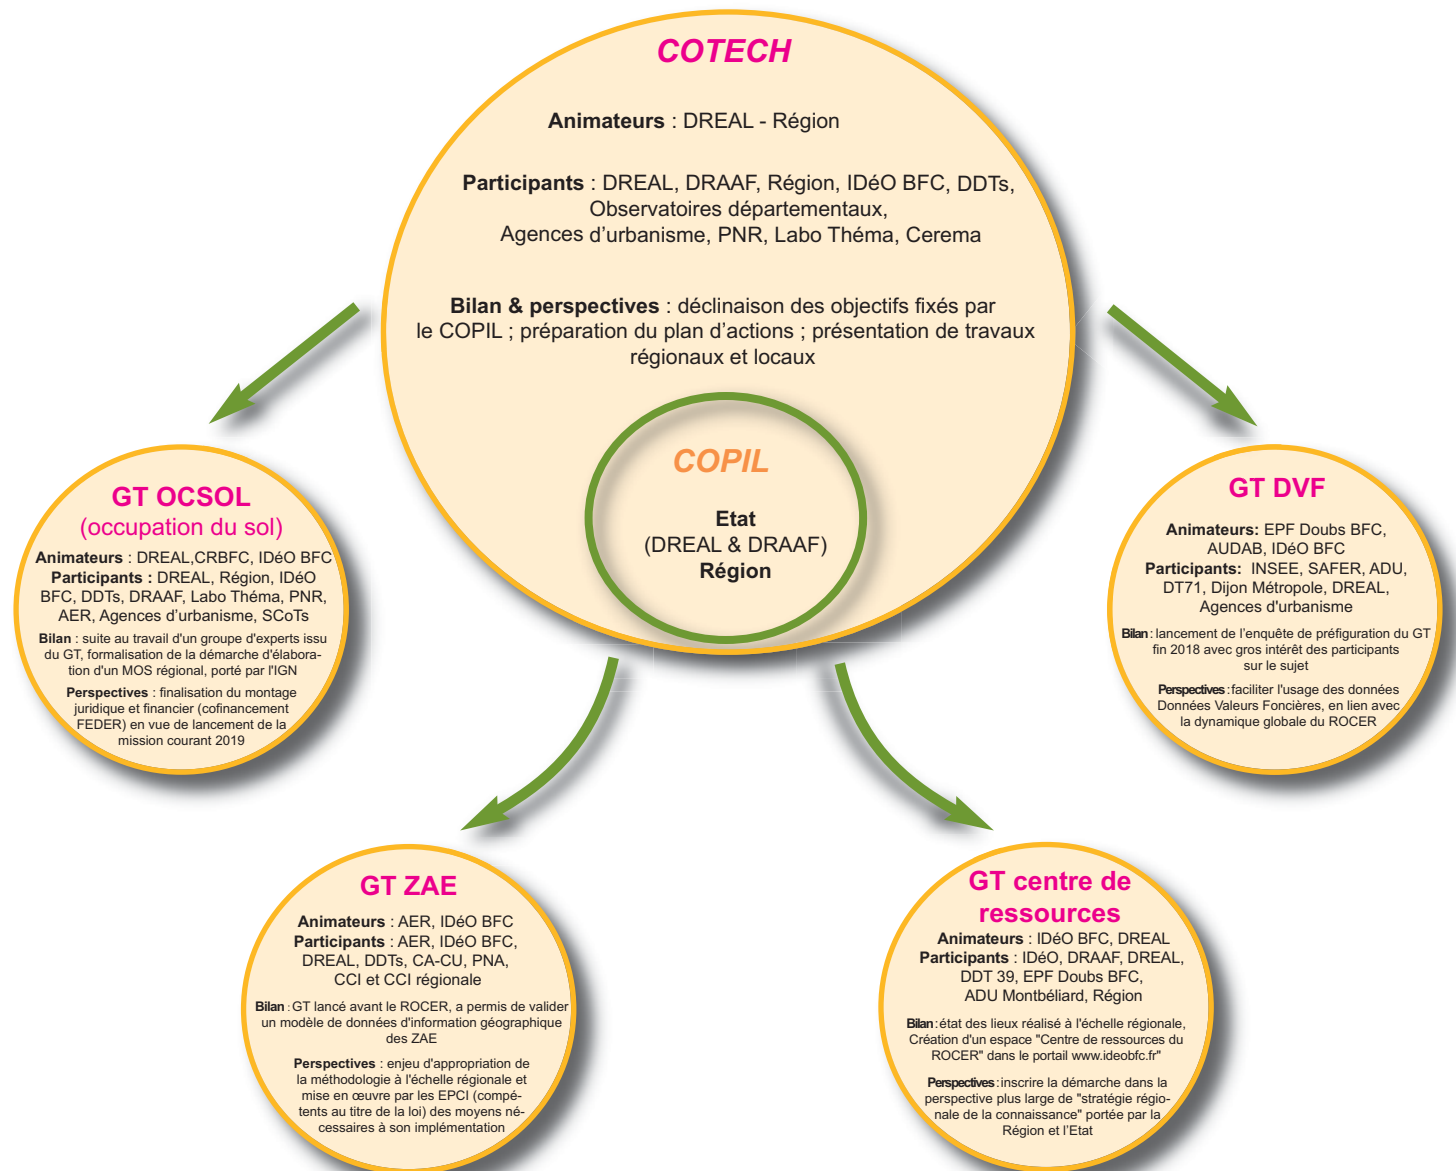 COTECH
Animateurs : DREAL - Région
Participants : DREAL, DRAAF, Région, IDéO BFC, DDTs,
Observatoires départementaux,
Agences d'urbanisme, PNR, Labo Théma, Cerema
Bilan & perspectives : déclinaison des objectifs fixés par
le COPIL ; préparation du plan d'actions ; présentation de travaux
régionaux et locaux
COPIL
Etat
(DREAL & DRAAF)
Région
GT OCSOL
(occupation du sol)
Animateurs : DREAL,CRBFC, IDéO BFC
Participants : DREAL, Région, IDéO
BFC, DDTs, DRAAF, Labo Théma, PNR,
AER, Agences d'urbanisme, SCoTs
Bilan : suite au travail d'un groupe d'experts issu
du GT, formalisation de la démarche d'élabora-
tion d'un MOS régional, porté par l'IGN
Perspectives : finalisation du montage
juridique et financier (cofinancement
FEDER) en vue de lancement de la
mission courant 2019
GT DVF
Animateurs: EPF Doubs BFC,
AUDAB, IDéO BFC
Participants: INSEE, SAFER, ADU,
DT71, Dijon Métropole, DREAL,
Agences d'urbanisme
Bilan : lancement de l'enquête de préfiguration du GT
fin 2018 avec gros intérêt des participants
sur le sujet
Perspectives : faciliter l'usage des données
Données Valeurs Foncières, en lien avec
la dynamique globale du ROCER
GT ZAE
Animateurs : AER, IDéO BFC
Participants : AER, IDéO BFC,
DREAL, DDTs, CA-CU, PNA,
CCI et CCI régionale
Bilan : GT lancé avant le ROCER, a permis de valider
un modèle de données d'information géographique
des ZAE
Perspectives : enjeu d'appropriation de
la méthodologie à l'échelle régionale et
mise en œuvre par les EPCI (compé-
tents au titre de la loi) des moyens né-
cessaires à son implémentation
GT centre de
ressources
Animateurs : IDéO BFC, DREAL
Participants : IDéO, DRAAF, DREAL,
DDT 39, EPF Doubs BFC,
ADU Montbéliard, Région
Bilan : état des lieux réalisé à l'échelle régionale,
Création d'un espace "Centre de ressources du
ROCER" dans le portail www.ideobfc.fr"
Perspectives : inscrire la démarche dans la
perspective plus large de "stratégie régio-
nale de la connaissance" portée par la
Région et l'Etat